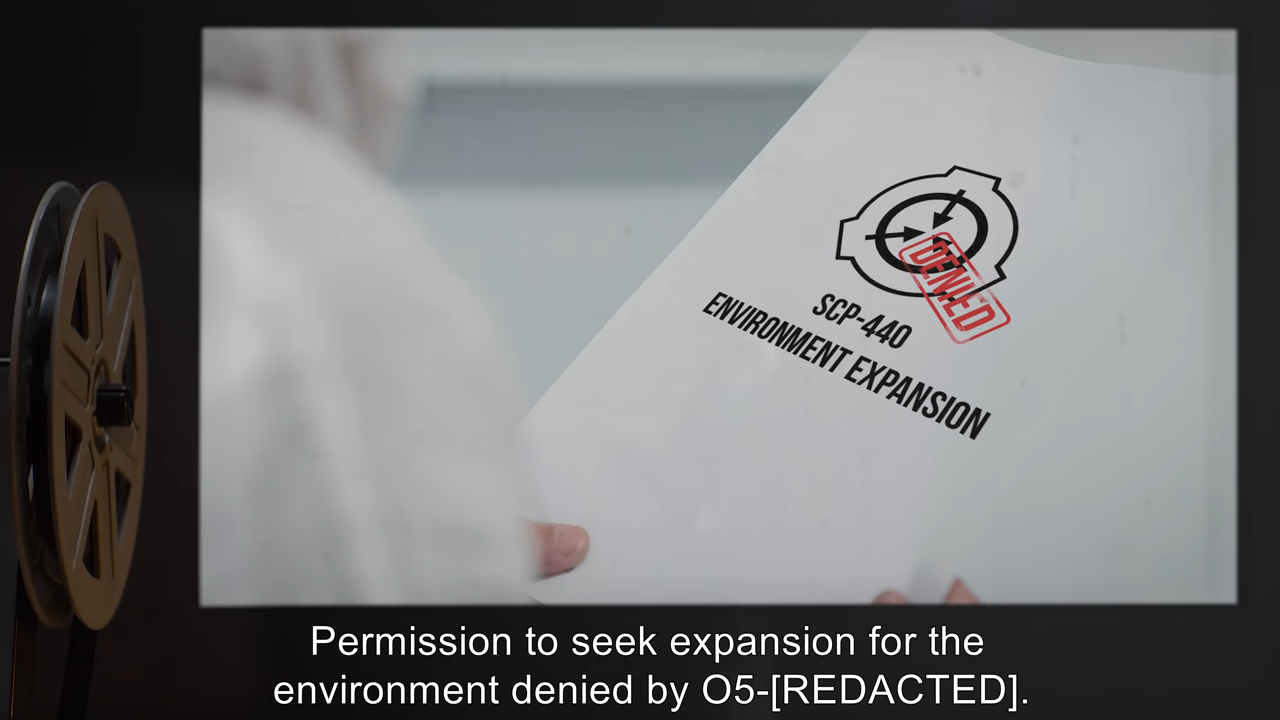 DENIED
SCP-440
ENVIRONMENT EXPANSION
Permission to seek expansion for the
environment denied by O5-[REDACTED].